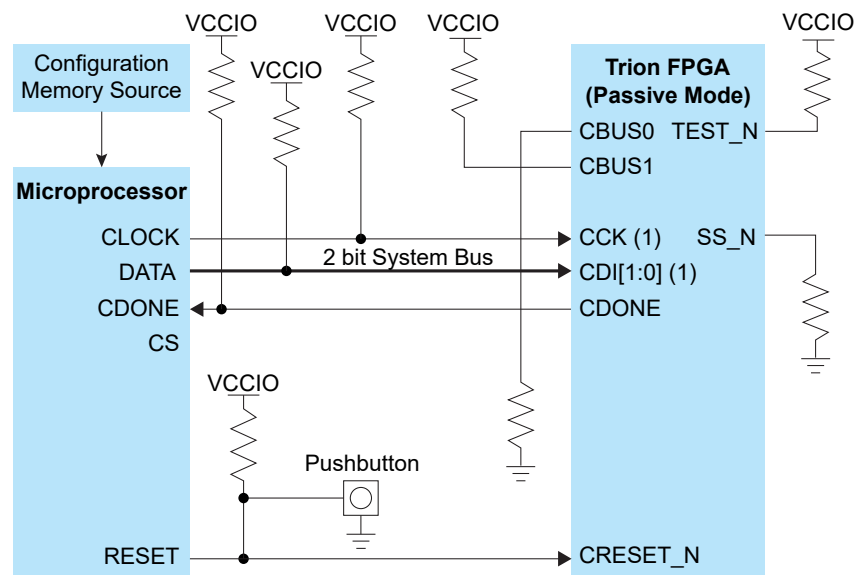 VCCIO
VCCIO
VCCIO
VCCIO
VCCIO
Configuration
Memory Source
Microprocessor
CLOCK
DATA
CDONE
CS
RESET
2 bit System Bus
VCCIO
Pushbutton
Trion FPGA
(Passive Mode)
CBUS0 TEST_N
CBUS1
CCK (1) SS_N
CDI[1:0] (1)
CDONE
CRESET_N